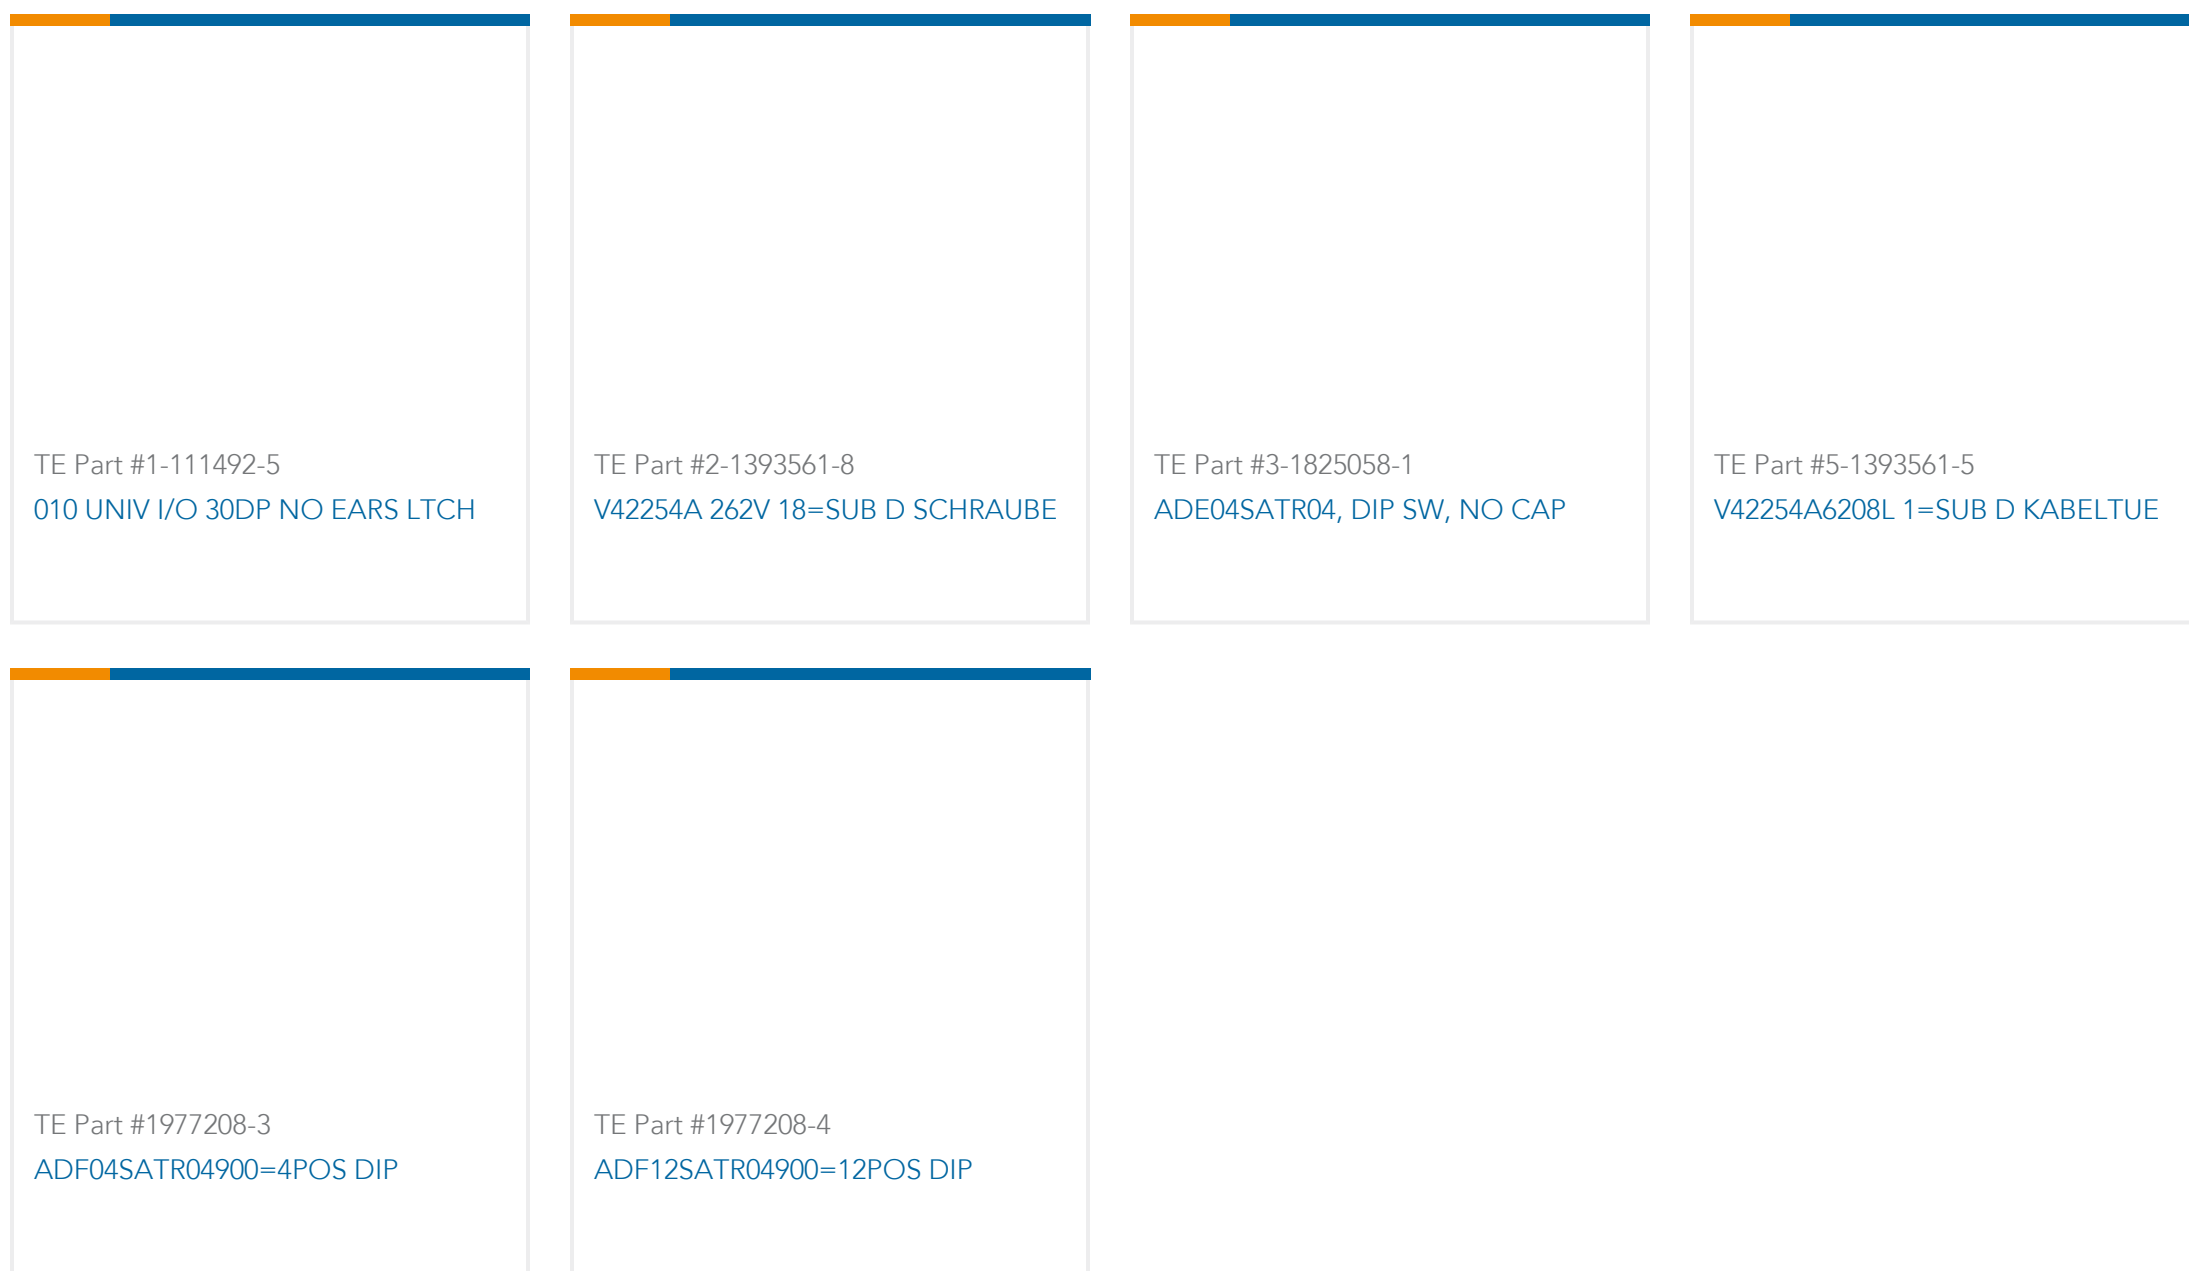 TE Part #1-111492-5
010 UNIV I/O 30DP NO EARS LTCH
TE Part #2-1393561-8
V42254A 262V 18=SUB D SCHRAUBE
TE Part #3-1825058-1
ADE04SATR04, DIP SW, NO CAP
TE Part #5-1393561-5
V42254A6208L 1=SUB D KABELTUE
TE Part #1977208-3
ADF04SATR04900=4POS DIP
TE Part #1977208-4
ADF12SATR04900=12POS DIP